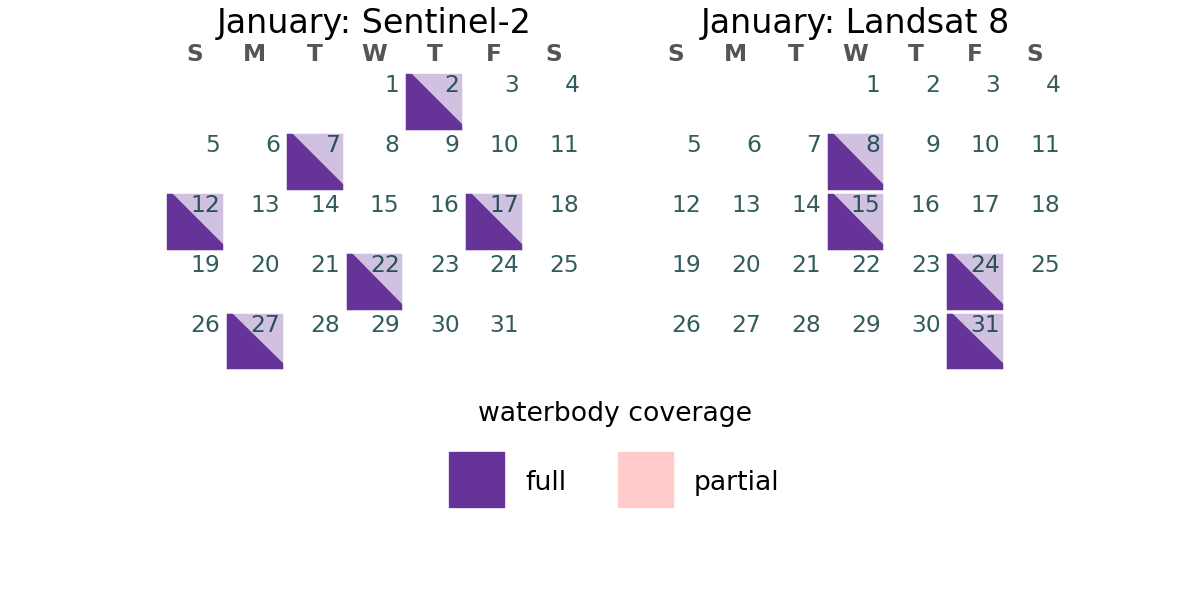 January: Sentinel-2
S M T W T F S
1 2 3 4
5 6 7 8 9 10 11
12 13 14 15 16 17 18
19 20 21 22 23 24 25
26 27 28 29 30 31
January: Landsat 8
S M T W T F S
1 2 3 4
5 6 7 8 9 10 11
12 13 14 15 16 17 18
19 20 21 22 23 24 25
26 27 28 29 30 31
waterbody coverage
full partial